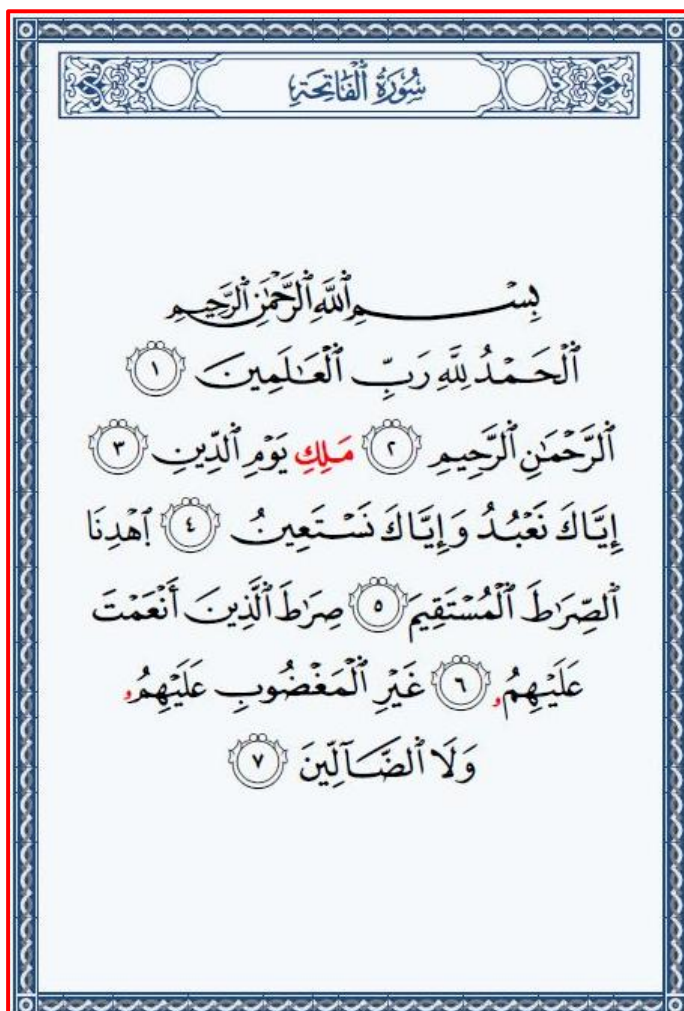 سُورَةُ ٱلْفَاتِحَةِ
بِسْمِ ٱللَّهِ ٱلرَّحْمَٰنِ ٱلرَّحِيمِ
ٱلْحَمْدُ لِلَّهِ رَبِّ ٱلْعَٰلَمِينَ ١
ٱلرَّحْمَٰنِ ٱلرَّحِيمِ ٢ مَلِكِ يَوْمِ ٱلدِّينِ ٣
إِيَّاكَ نَعْبُدُ وَإِيَّاكَ نَسْتَعِينُ ٤ ٱهْدِنَا
ٱلصِّرَٰطَ ٱلْمُسْتَقِيمَ ٥ صِرَٰطَ ٱلَّذِينَ أَنْعَمْتَ
عَلَيْهِمُۥ ٦ غَيْرِ ٱلْمَغْضُوبِ عَلَيْهِمُۥ
وَلَا ٱلضَّآلِّينَ ٧